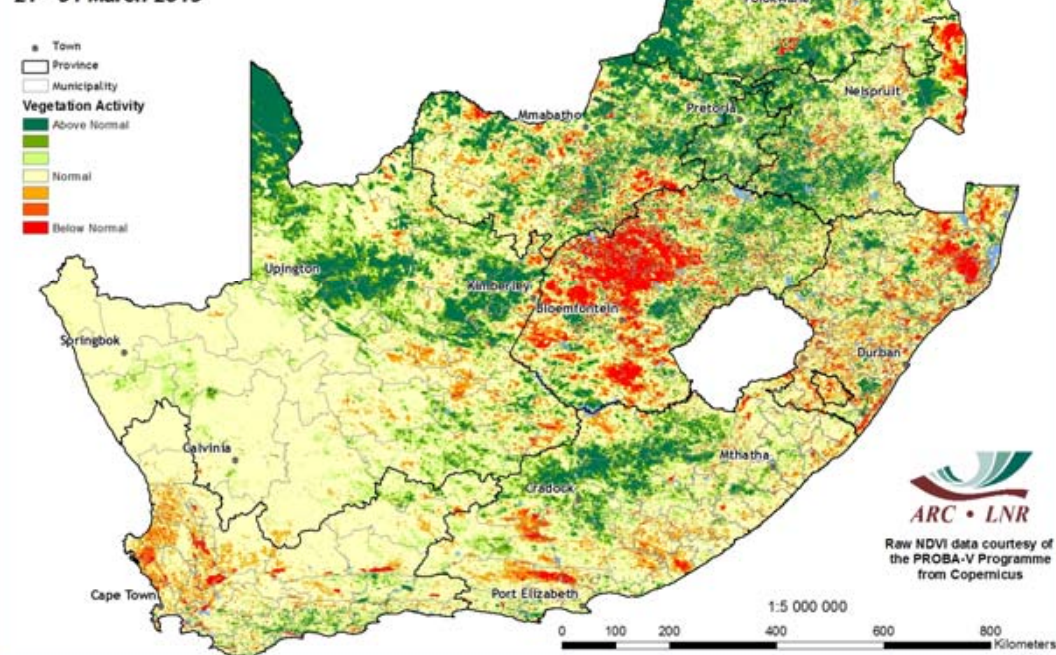 Town
Province
Municipality
Vegetation Activity
Above Normal
Normal
Below Normal
Nelspruit
Pretoria
Mmabatho
Upington
Kimberley
Bloemfontein
Springbok
Durban
Calvinia
Mthatha
Cradock
Cape Town
Port Elizabeth
ARC • LNR
Raw NDVI data courtesy of
the PROBA-V Programme
from Copernicus
1:5 000 000
0 100 200 400 600 800
Kilometers